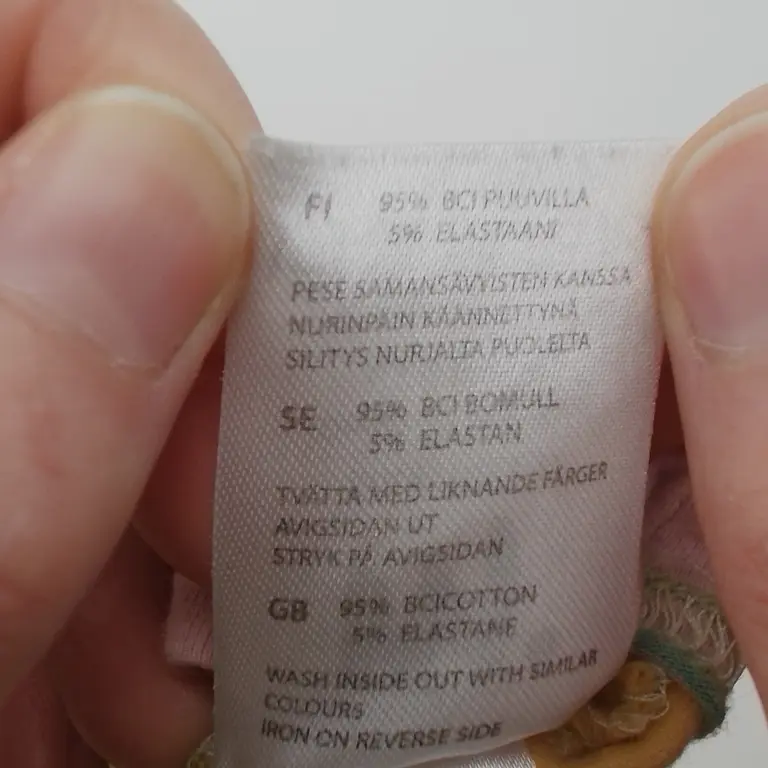 FI 95% BCI PUUVILLA
5% ELASTAANI
PESE SAMANSÄVYISTEN KANSSA
NURINPÄIN KÄÄNNETTYNÄ
SILITYS NURJALTA PUOLELTA
SE 95% BCI BOMULL
5% ELASTAN
TVÄTTA MED LIKNANDE FÄRGER
AVIGSIDAN UT
STRYK PÅ AVIGSIDAN
GB 95% BCICOTTON
5% ELASTANE
WASH INSIDE OUT WITH SIMILAR
COLOURS
IRON ON REVERSE SIDE